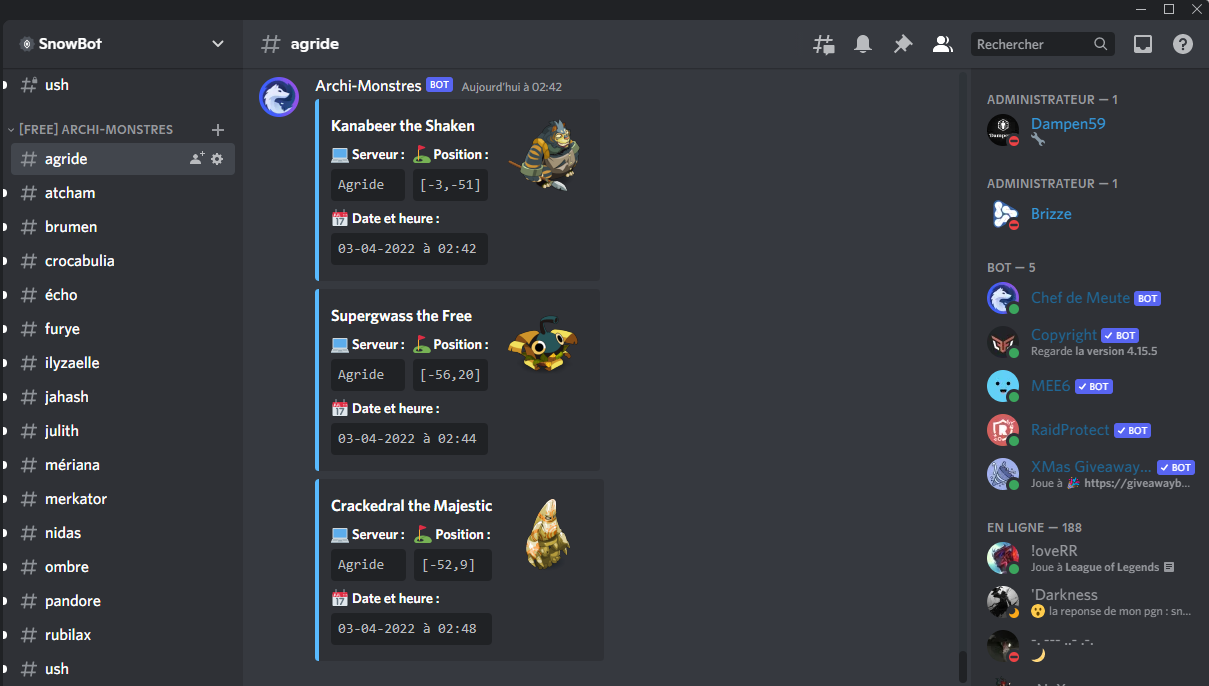 SnowBot
ush
[FREE] ARCHI-MONSTRES
agride
atcham
brumen
crocabulia
écho
furye
ilyzaelle
jahash
julith
mériana
merkator
nidas
ombre
pandore
rubilax
ush
agride
Rechercher
Archi-Monstres BOT Aujourd'hui à 02:42
Kanabeer the Shaken
Serveur : Position :
Agride [-3,-51]
Date et heure :
03-04-2022 à 02:42
Supergwass the Free
Serveur : Position :
Agride [-56,20]
Date et heure :
03-04-2022 à 02:44
Crackedral the Majestic
Serveur : Position :
Agride [-52,9]
Date et heure :
03-04-2022 à 02:48
ADMINISTRATEUR — 1
Dampen59
ADMINISTRATEUR — 1
Brizze
BOT — 5
Chef de Meute BOT
Copyright BOT
Regarde la version 4.15.5
MEE6 BOT
RaidProtect BOT
XMas Giveaway... BOT
Joue à 🎉 https://giveawayb...
EN LIGNE — 188
!oveRR
Joue à League of Legends
'Darkness
😮 la reponse de mon pgn : sn...